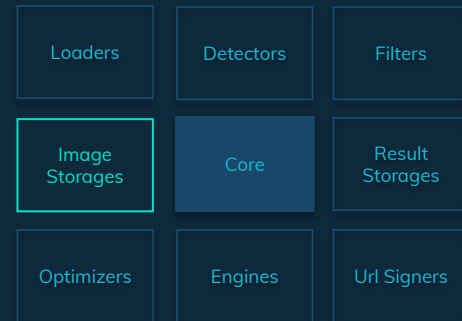 Loaders
Detectors
Filters
Image
Storages
Core
Result
Storages
Optimizers
Engines
Url Signers